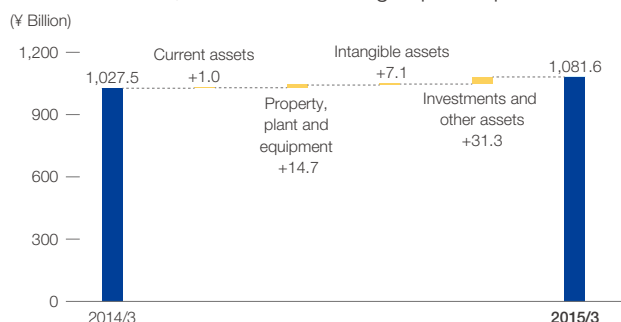 (¥ Billion)
1,200
900
600
300
0
1,027.5
Current assets
+1.0
Property,
plant and
equipment
+14.7
Intangible assets
+7.1
Investments and
other assets
+31.3
1,081.6
2014/3
2015/3